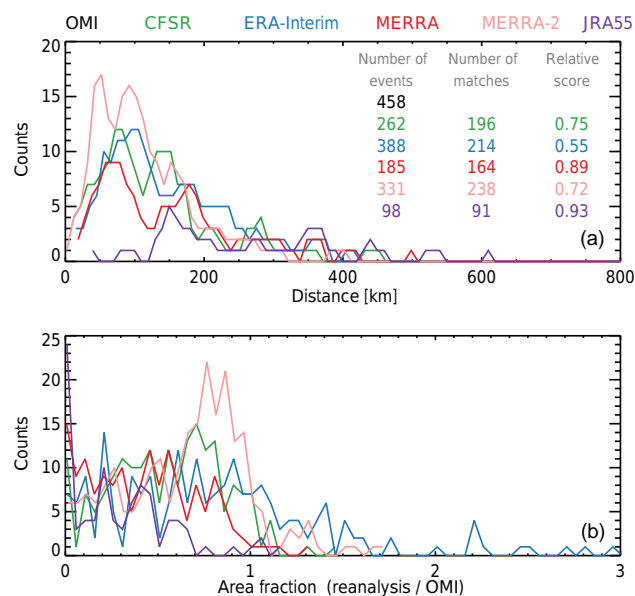 OMI CFSR ERA-Interim MERRA MERRA-2 JRA55
20
15
10
5
0
Counts
Number of events Number of matches Relative score
458
262 196 0.75
388 214 0.55
185 164 0.89
331 238 0.72
98 91 0.93
(a)
0 200 400 600 800
Distance [km]
25
20
15
10
5
0
Counts
(b)
0 1 2 3
Area fraction (reanalysis / OMI)